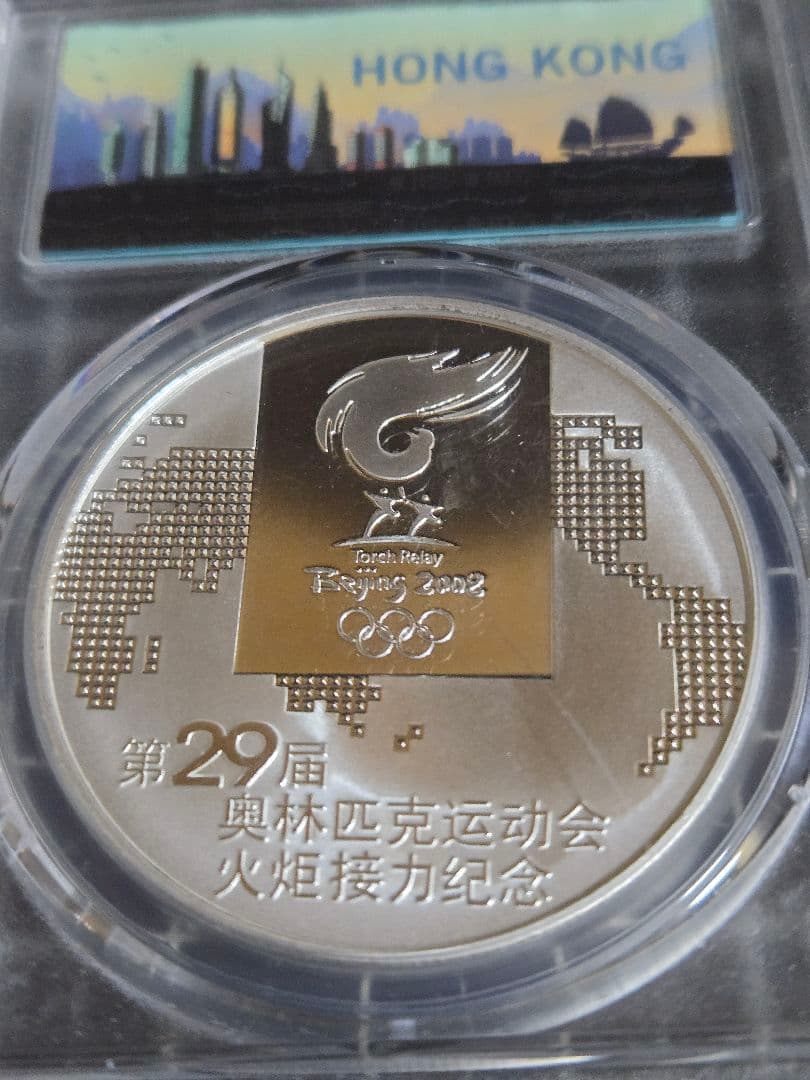 HONG KONG
Torch Relay
Beijing 2008
第29届
奥林匹克运动会
火炬接力纪念